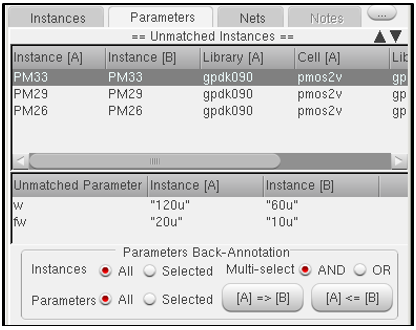 Instances Parameters Nets Notes ...
== Unmatched Instances ==
Instance [A] Instance [B] Library [A] Cell [A] Lib
PM33 PM33 gpdk090 pmos2v gp
PM29 PM29 gpdk090 pmos2v gp
PM26 PM26 gpdk090 pmos2v gp
Unmatched Parameter Instance [A] Instance [B]
w "120u" "60u"
fw "20u" "10u"
Parameters Back-Annotation
Instances All Selected Multi-select AND OR
Parameters All Selected [A] => [B] [A] <= [B]